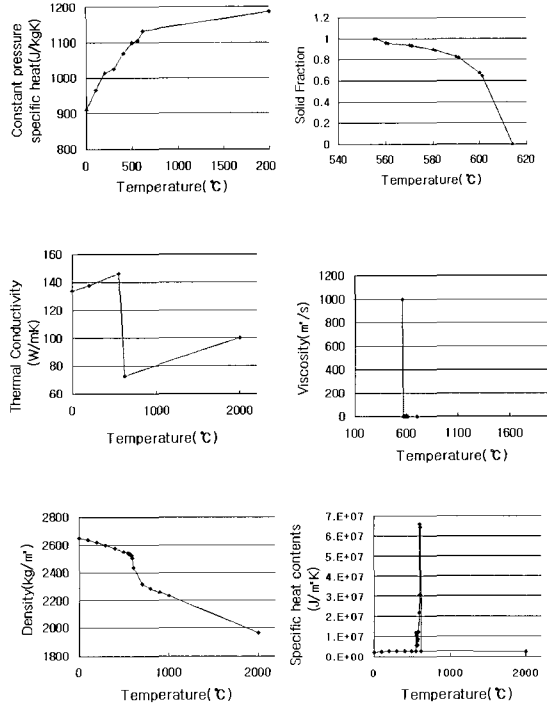 Constant pressure
specific heat(J/kgK)
1200
1100
1000
900
800
0
500
1000
1500
200
Temperature(℃)
Solid Fraction
1.2
1
0.8
0.6
0.4
0.2
0
540
560
580
600
620
Temperature(℃)
Thermal Conductivity
(W/mK)
160
140
120
100
80
60
0
1000
2000
Temperature(℃)
Viscosity(m²/s)
1200
1000
800
600
400
200
0
100
600
1100
1600
Temperature(℃)
Density(kg/m³)
2800
2600
2400
2200
2000
1800
0
1000
2000
Temperature(℃)
Specific heat contents
(J/m³K)
7.E+07
6.E+07
5.E+07
4.E+07
3.E+07
2.E+07
1.E+07
0.E+00
0
1000
2000
Temperature(℃)